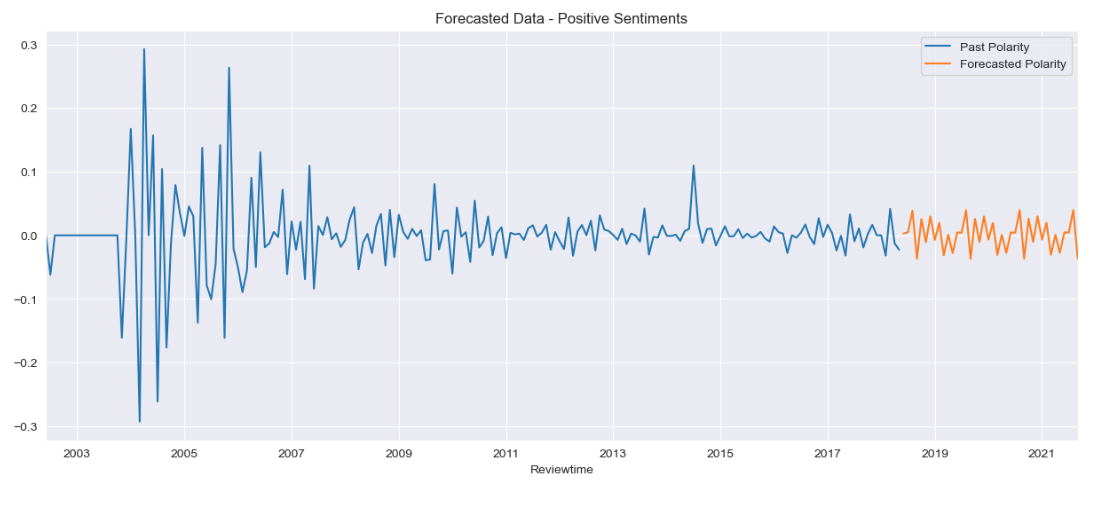 Forecasted Data - Positive Sentiments
Past Polarity
Forecasted Polarity
0.3
0.2
0.1
0.0
−0.1
−0.2
−0.3
2003 2005 2007 2009 2011 2013 2015 2017 2019 2021
Reviewtime